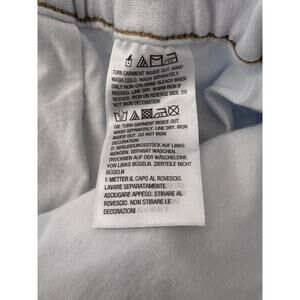 TURN GARMENT INSIDE OUT. HAND
WASH COLD. WASH SEPARATELY.
ONLY NON-CHLORINE BLEACH WHEN
NEEDED. LINE DRY. WARM IRON IF
NEEDED. IRON ON REVERSE SIDE. DO
NOT IRON DECORATION
GB: TURN GARMENT INSIDE OUT.
WASH SEPARATELY. LINE DRY. IRON
INSIDE OUT. DO NOT IRON
DECORATION
D: BEKLEIDUNGSSTÜCK AUF LINKS
WENDEN. SEPARAT WASCHEN.
TROCKNEN AUF DER WÄSCHELEINE.
VON LINKS BÜGELN. ZIERTEILE NICHT
BÜGELN
I: METTER IL CAPO AL ROVESCIO.
LAVARE SEPARATAMENTE.
ASCIUGARE APPESO. STIRARE AL
ROVESCIO. NON STIRARE LE
DECORAZIONI